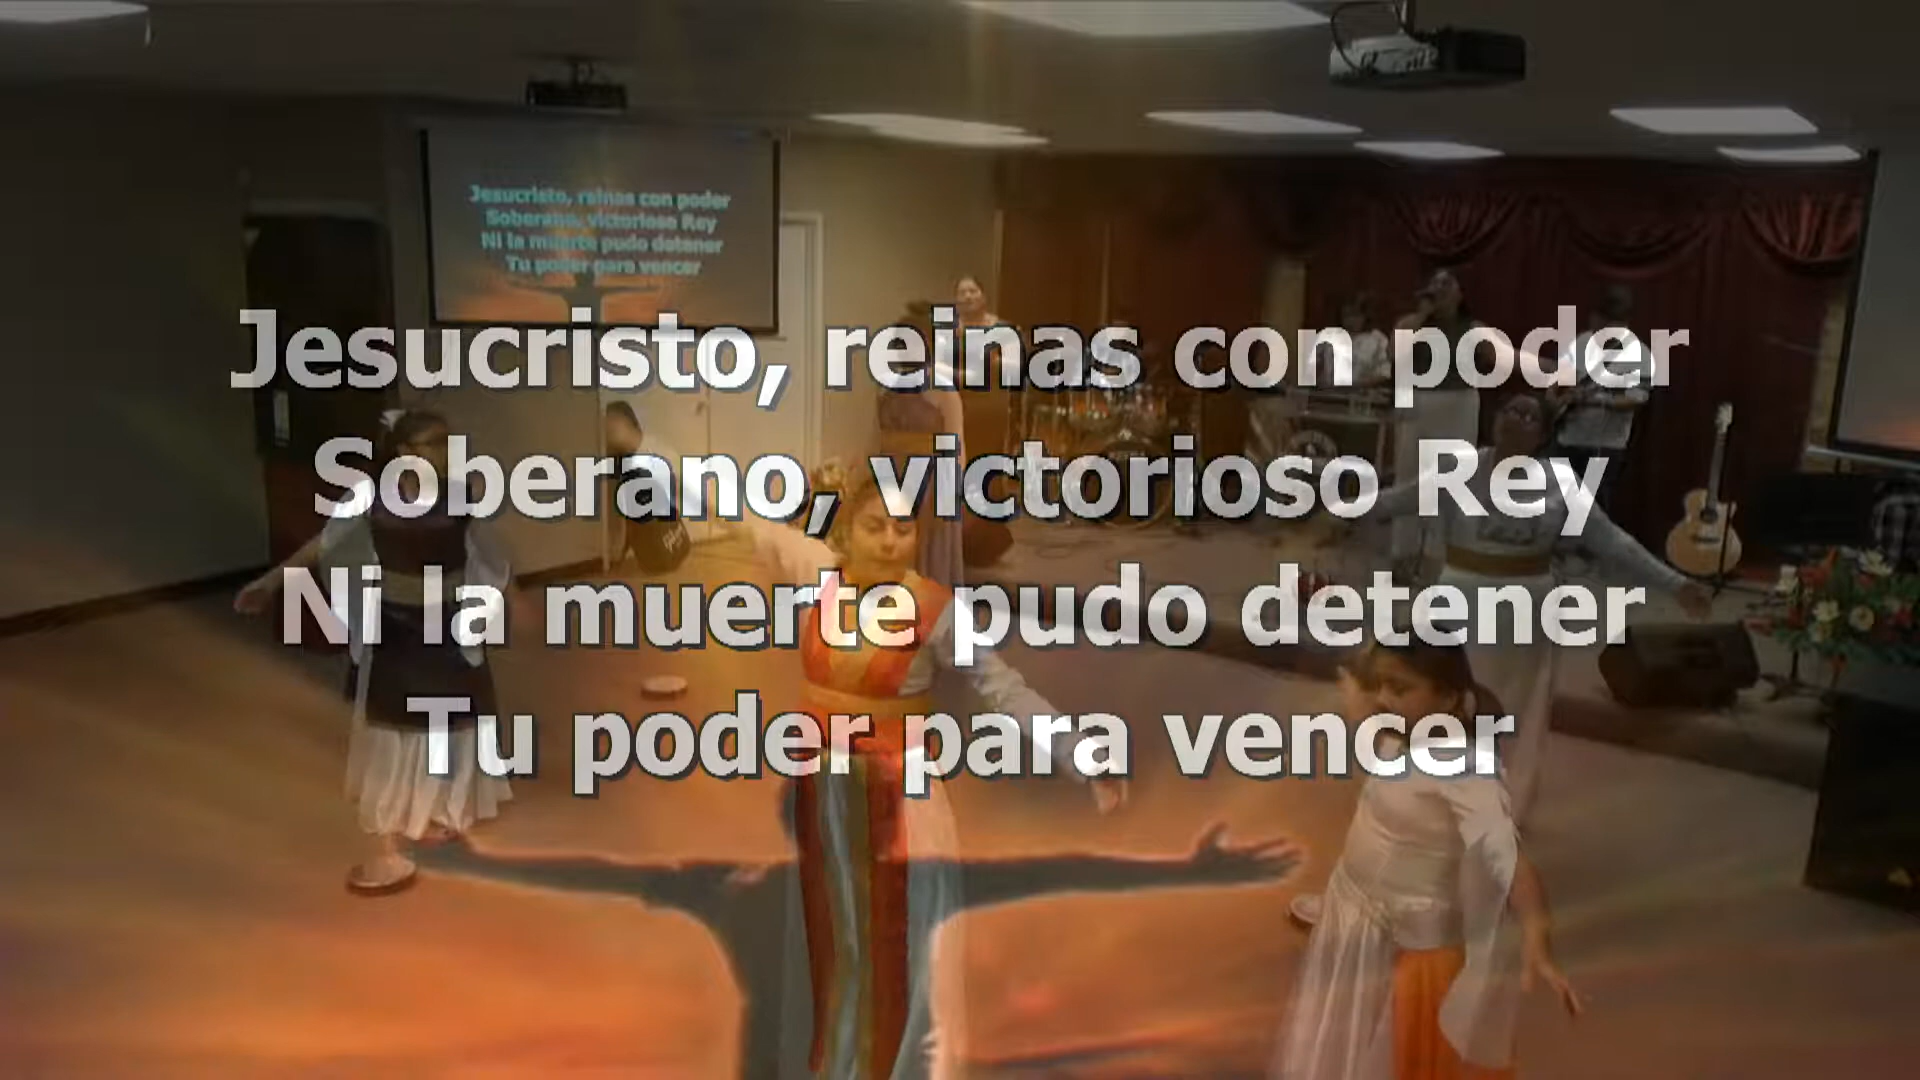 Jesucristo, reinas con poder
Soberano, victorioso Rey
Ni la muerte pudo detener
Tu poder para vencer
Jesucristo, reinas con poder
Soberano, victorioso Rey
Ni la muerte pudo detener
Tu poder para vencer